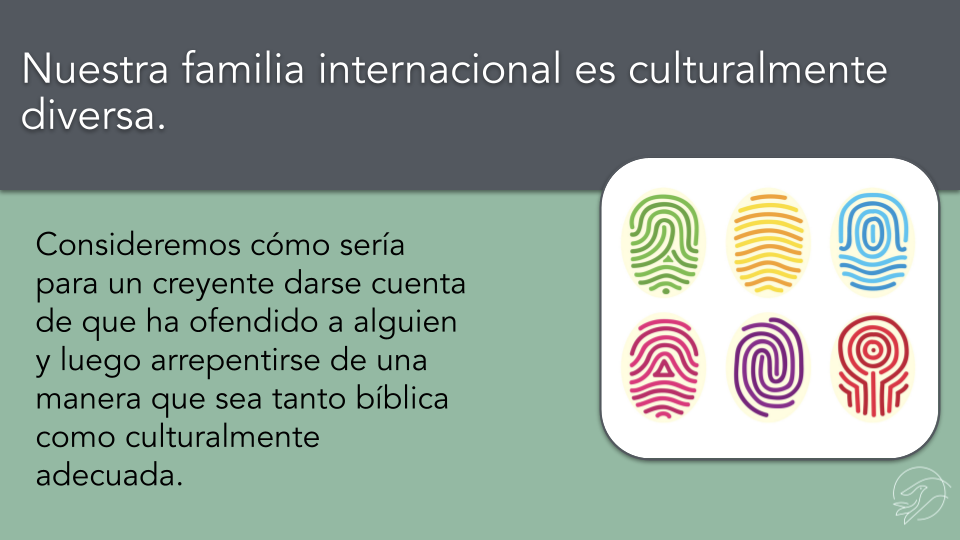 Nuestra familia internacional es culturalmente
diversa.
Consideremos cómo sería
para un creyente darse cuenta
de que ha ofendido a alguien
y luego arrepentirse de una
manera que sea tanto bíblica
como culturalmente
adecuada.